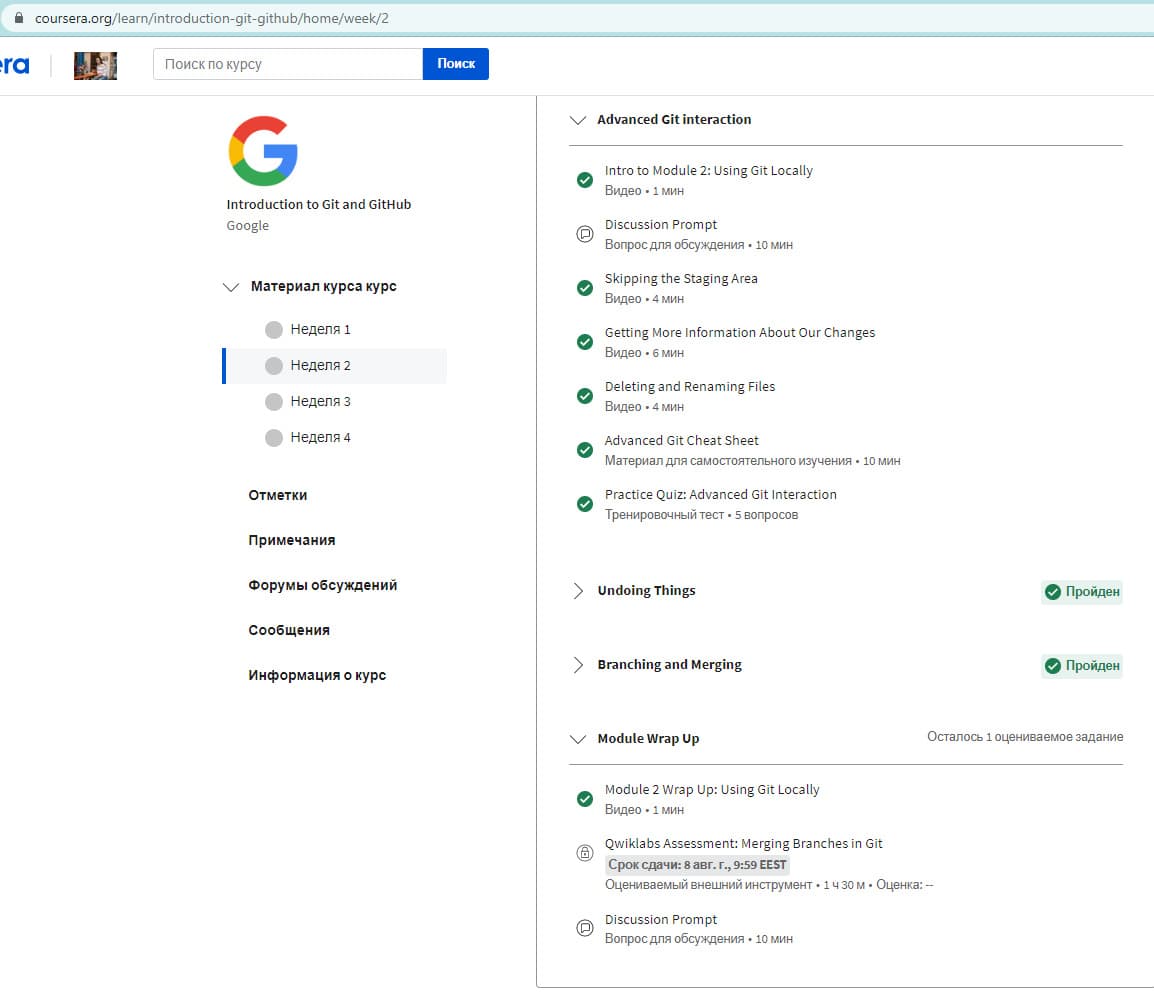 coursera.org/learn/introduction-git-github/home/week/2
era
Поиск по курсу
Поиск
Introduction to Git and GitHub
Google
Материал курса курс
Неделя 1
Неделя 2
Неделя 3
Неделя 4
Отметки
Примечания
Форумы обсуждений
Сообщения
Информация о курс
Advanced Git interaction
Intro to Module 2: Using Git Locally
Видео • 1 мин
Discussion Prompt
Вопрос для обсуждения • 10 мин
Skipping the Staging Area
Видео • 4 мин
Getting More Information About Our Changes
Видео • 6 мин
Deleting and Renaming Files
Видео • 4 мин
Advanced Git Cheat Sheet
Материал для самостоятельного изучения • 10 мин
Practice Quiz: Advanced Git Interaction
Тренировочный тест • 5 вопросов
Undoing Things
Пройден
Branching and Merging
Пройден
Module Wrap Up
Осталось 1 оцениваемое задание
Module 2 Wrap Up: Using Git Locally
Видео • 1 мин
Qwiklabs Assessment: Merging Branches in Git
Срок сдачи: 8 авг. г., 9:59 EEST
Оцениваемый внешний инструмент • 1 ч 30 м • Оценка: --
Discussion Prompt
Вопрос для обсуждения • 10 мин